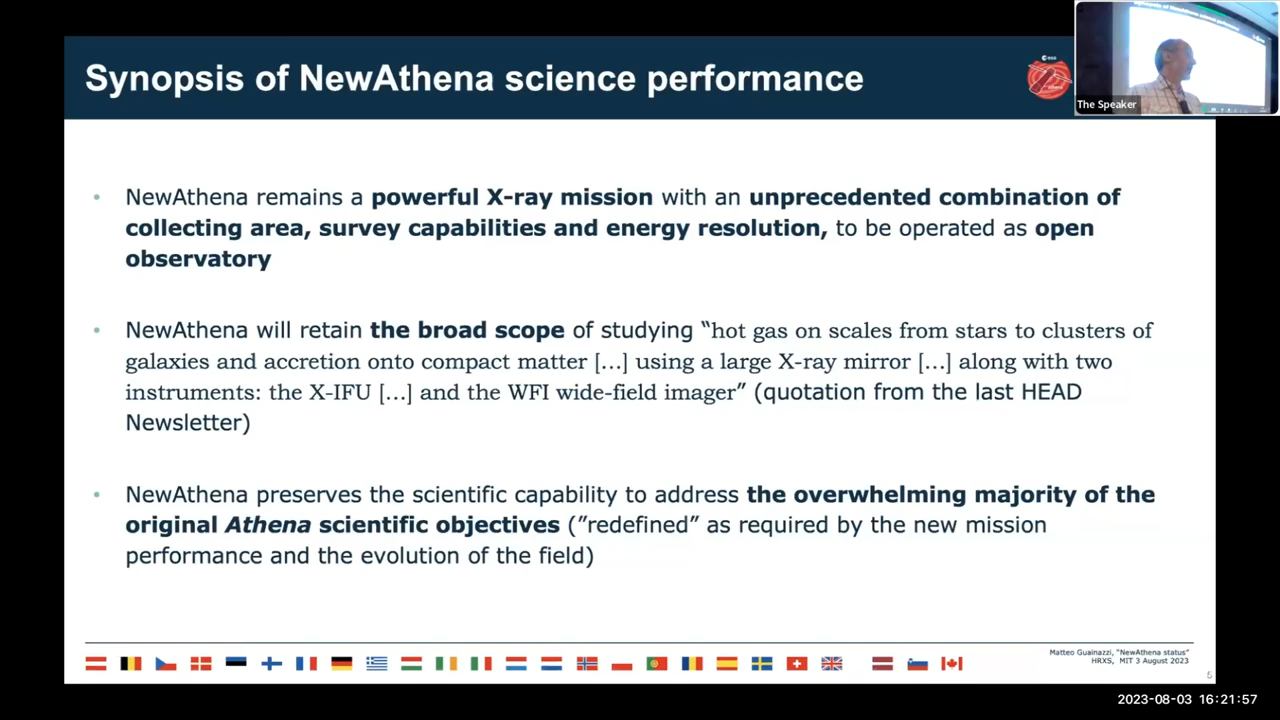 Synopsis of NewAthena science performance
esa
The Speaker
• NewAthena remains a powerful X-ray mission with an unprecedented combination of
collecting area, survey capabilities and energy resolution, to be operated as open
observatory
• NewAthena will retain the broad scope of studying “hot gas on scales from stars to clusters of
galaxies and accretion onto compact matter […] using a large X-ray mirror […] along with two
instruments: the X-IFU […] and the WFI wide-field imager” (quotation from the last HEAD
Newsletter)
• NewAthena preserves the scientific capability to address the overwhelming majority of the
original Athena scientific objectives (”redefined” as required by the new mission
performance and the evolution of the field)
Matteo Guainazzi, “NewAthena status”
HRXS, MIT 3 August 2023
5
2023-08-03 16:21:57